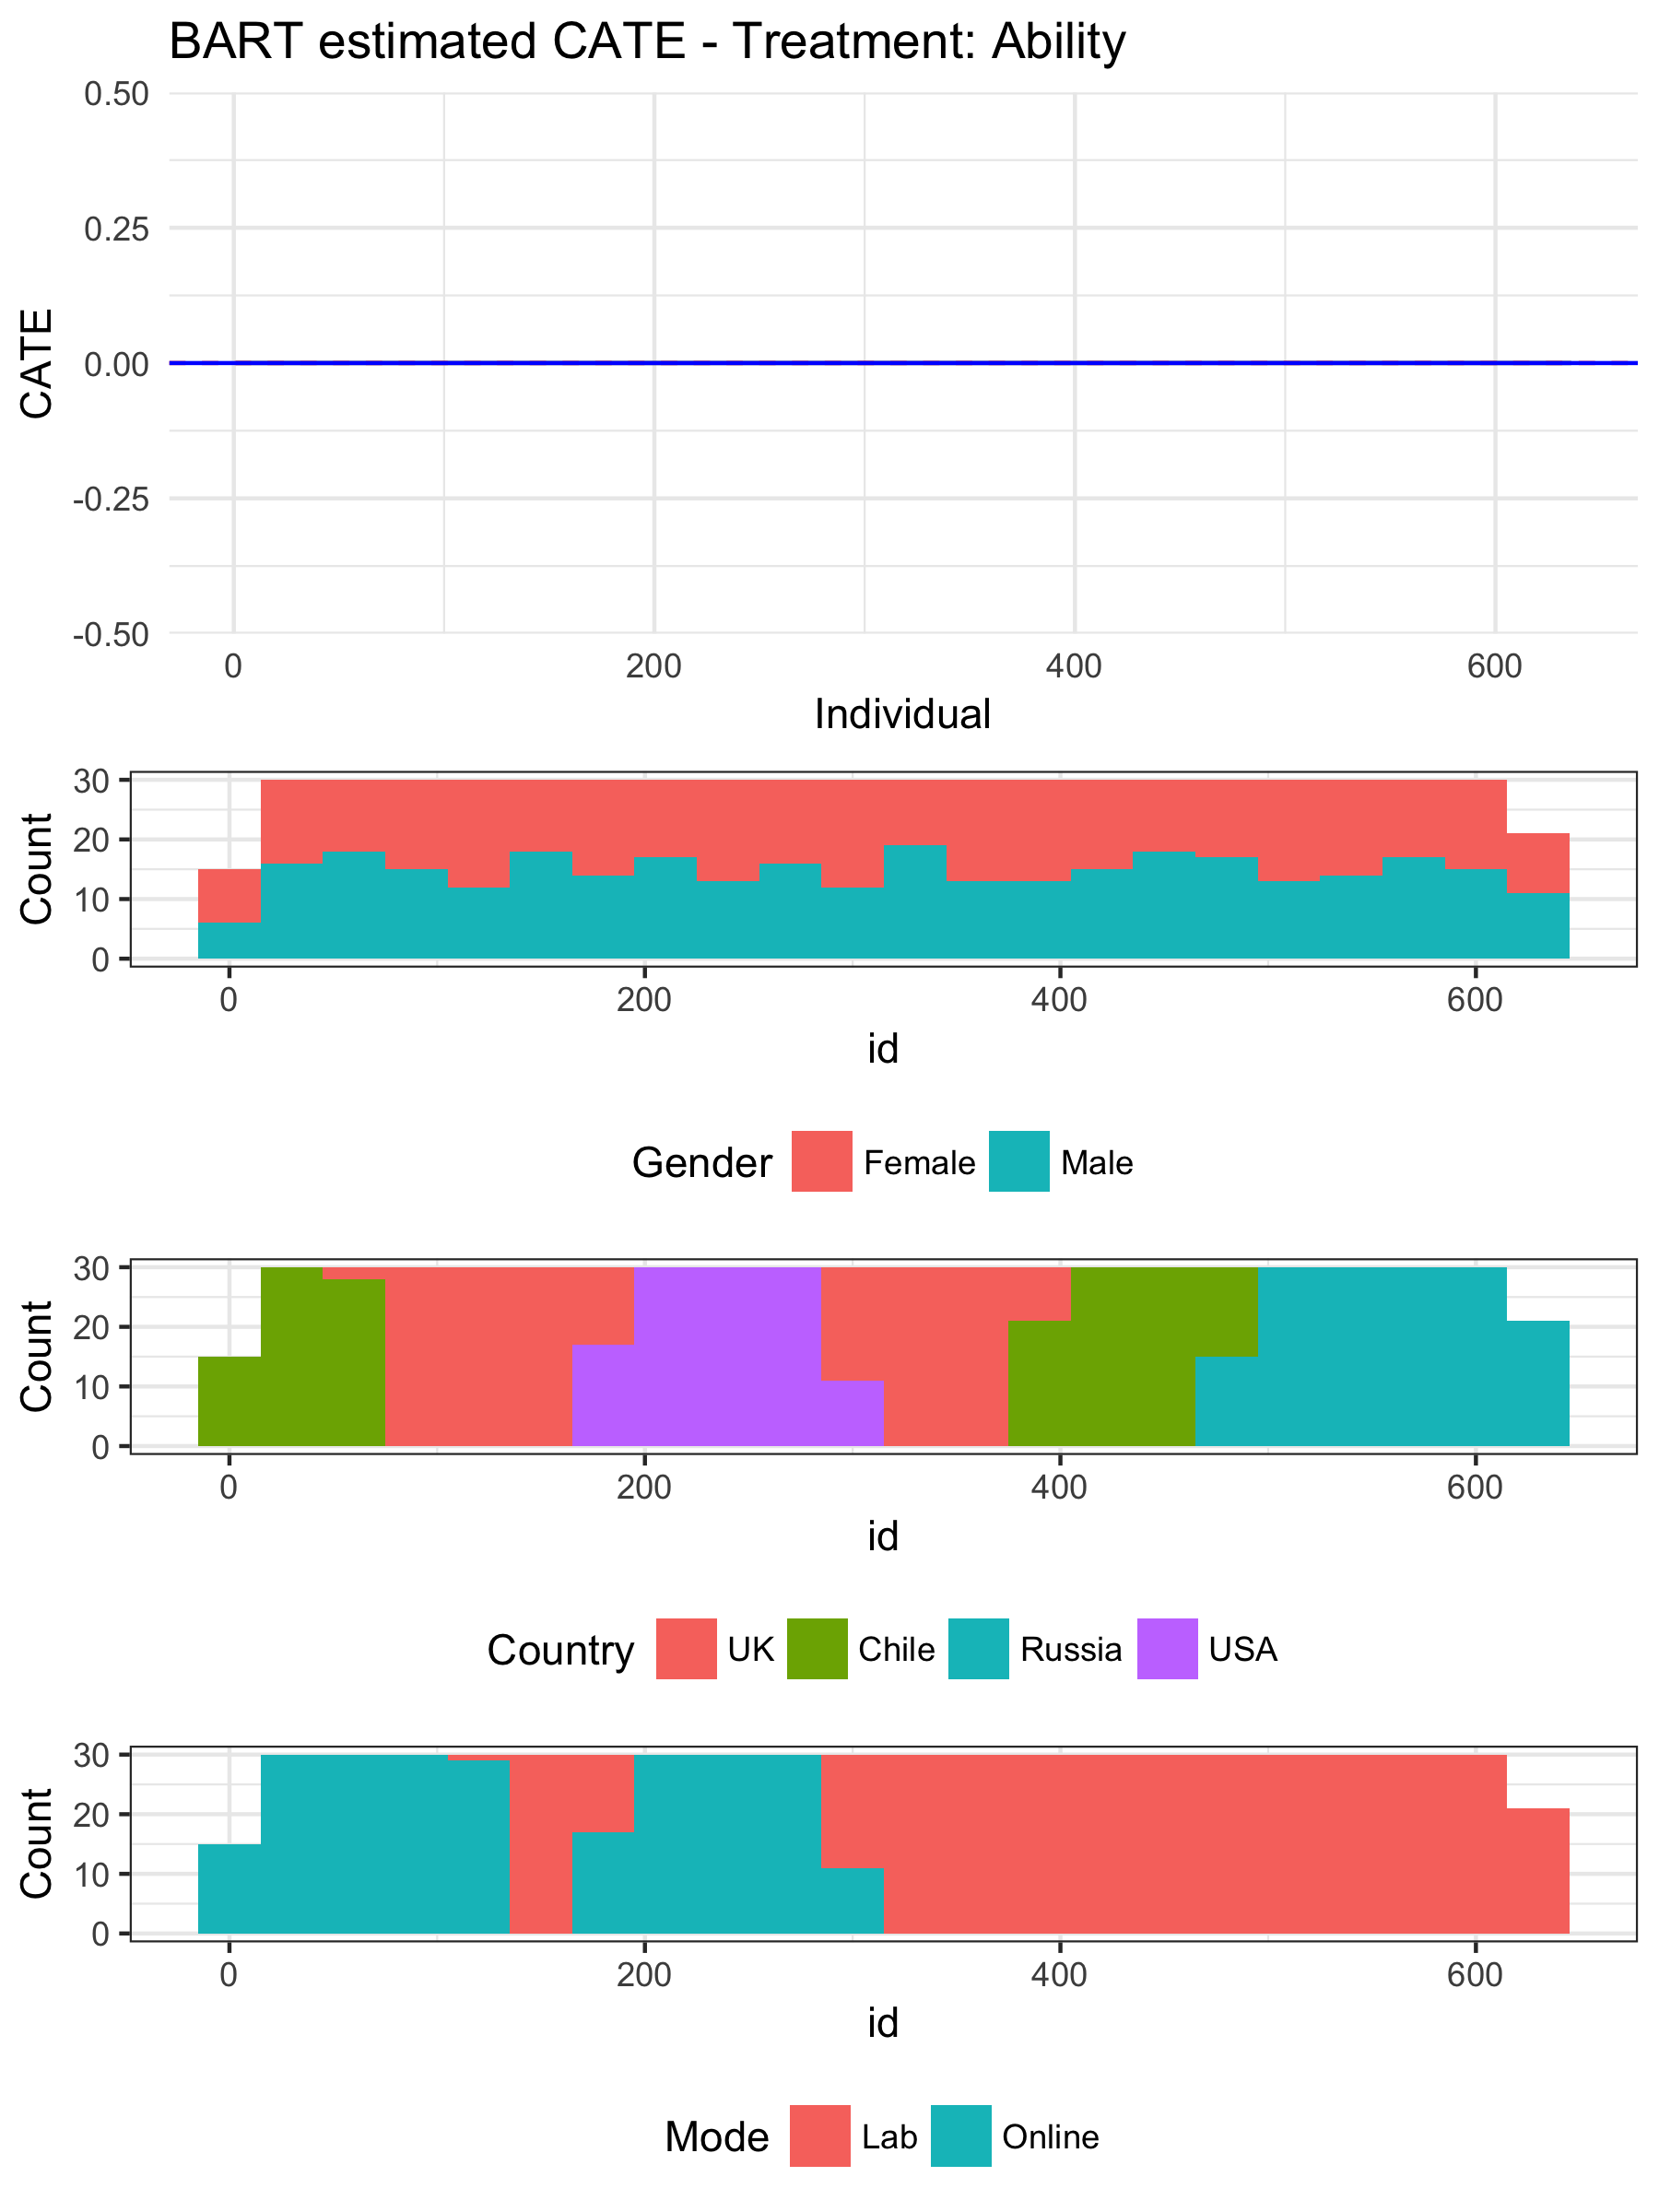 BART estimated CATE - Treatment: Ability
0.50
0.25
0.00
-0.25
-0.50
CATE
0 200 400 600
Individual
30
20
10
0
Count
0 200 400 600
id
Gender Female Male
30
20
10
0
Count
0 200 400 600
id
Country UK Chile Russia USA
30
20
10
0
Count
0 200 400 600
id
Mode Lab Online